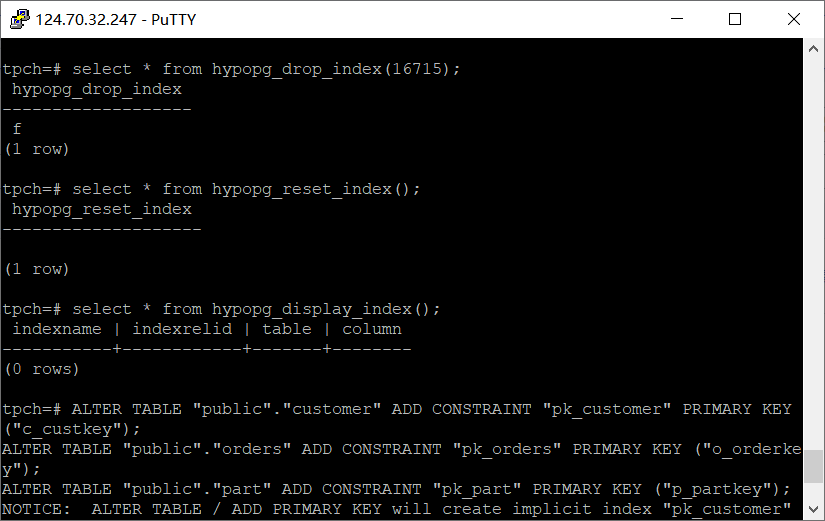 124.70.32.247 - PuTTY
tpch=# select * from hypopg_drop_index(16715);
 hypopg_drop_index
-------------------
 f
(1 row)
tpch=# select * from hypopg_reset_index();
 hypopg_reset_index
--------------------
(1 row)
tpch=# select * from hypopg_display_index();
 indexname | indexrelid | table | column
-----------+------------+-------+--------
(0 rows)
tpch=# ALTER TABLE "public"."customer" ADD CONSTRAINT "pk_customer" PRIMARY KEY
("c_custkey");
ALTER TABLE "public"."orders" ADD CONSTRAINT "pk_orders" PRIMARY KEY ("o_orderke
y");
ALTER TABLE "public"."part" ADD CONSTRAINT "pk_part" PRIMARY KEY ("p_partkey");
NOTICE:  ALTER TABLE / ADD PRIMARY KEY will create implicit index "pk_customer"